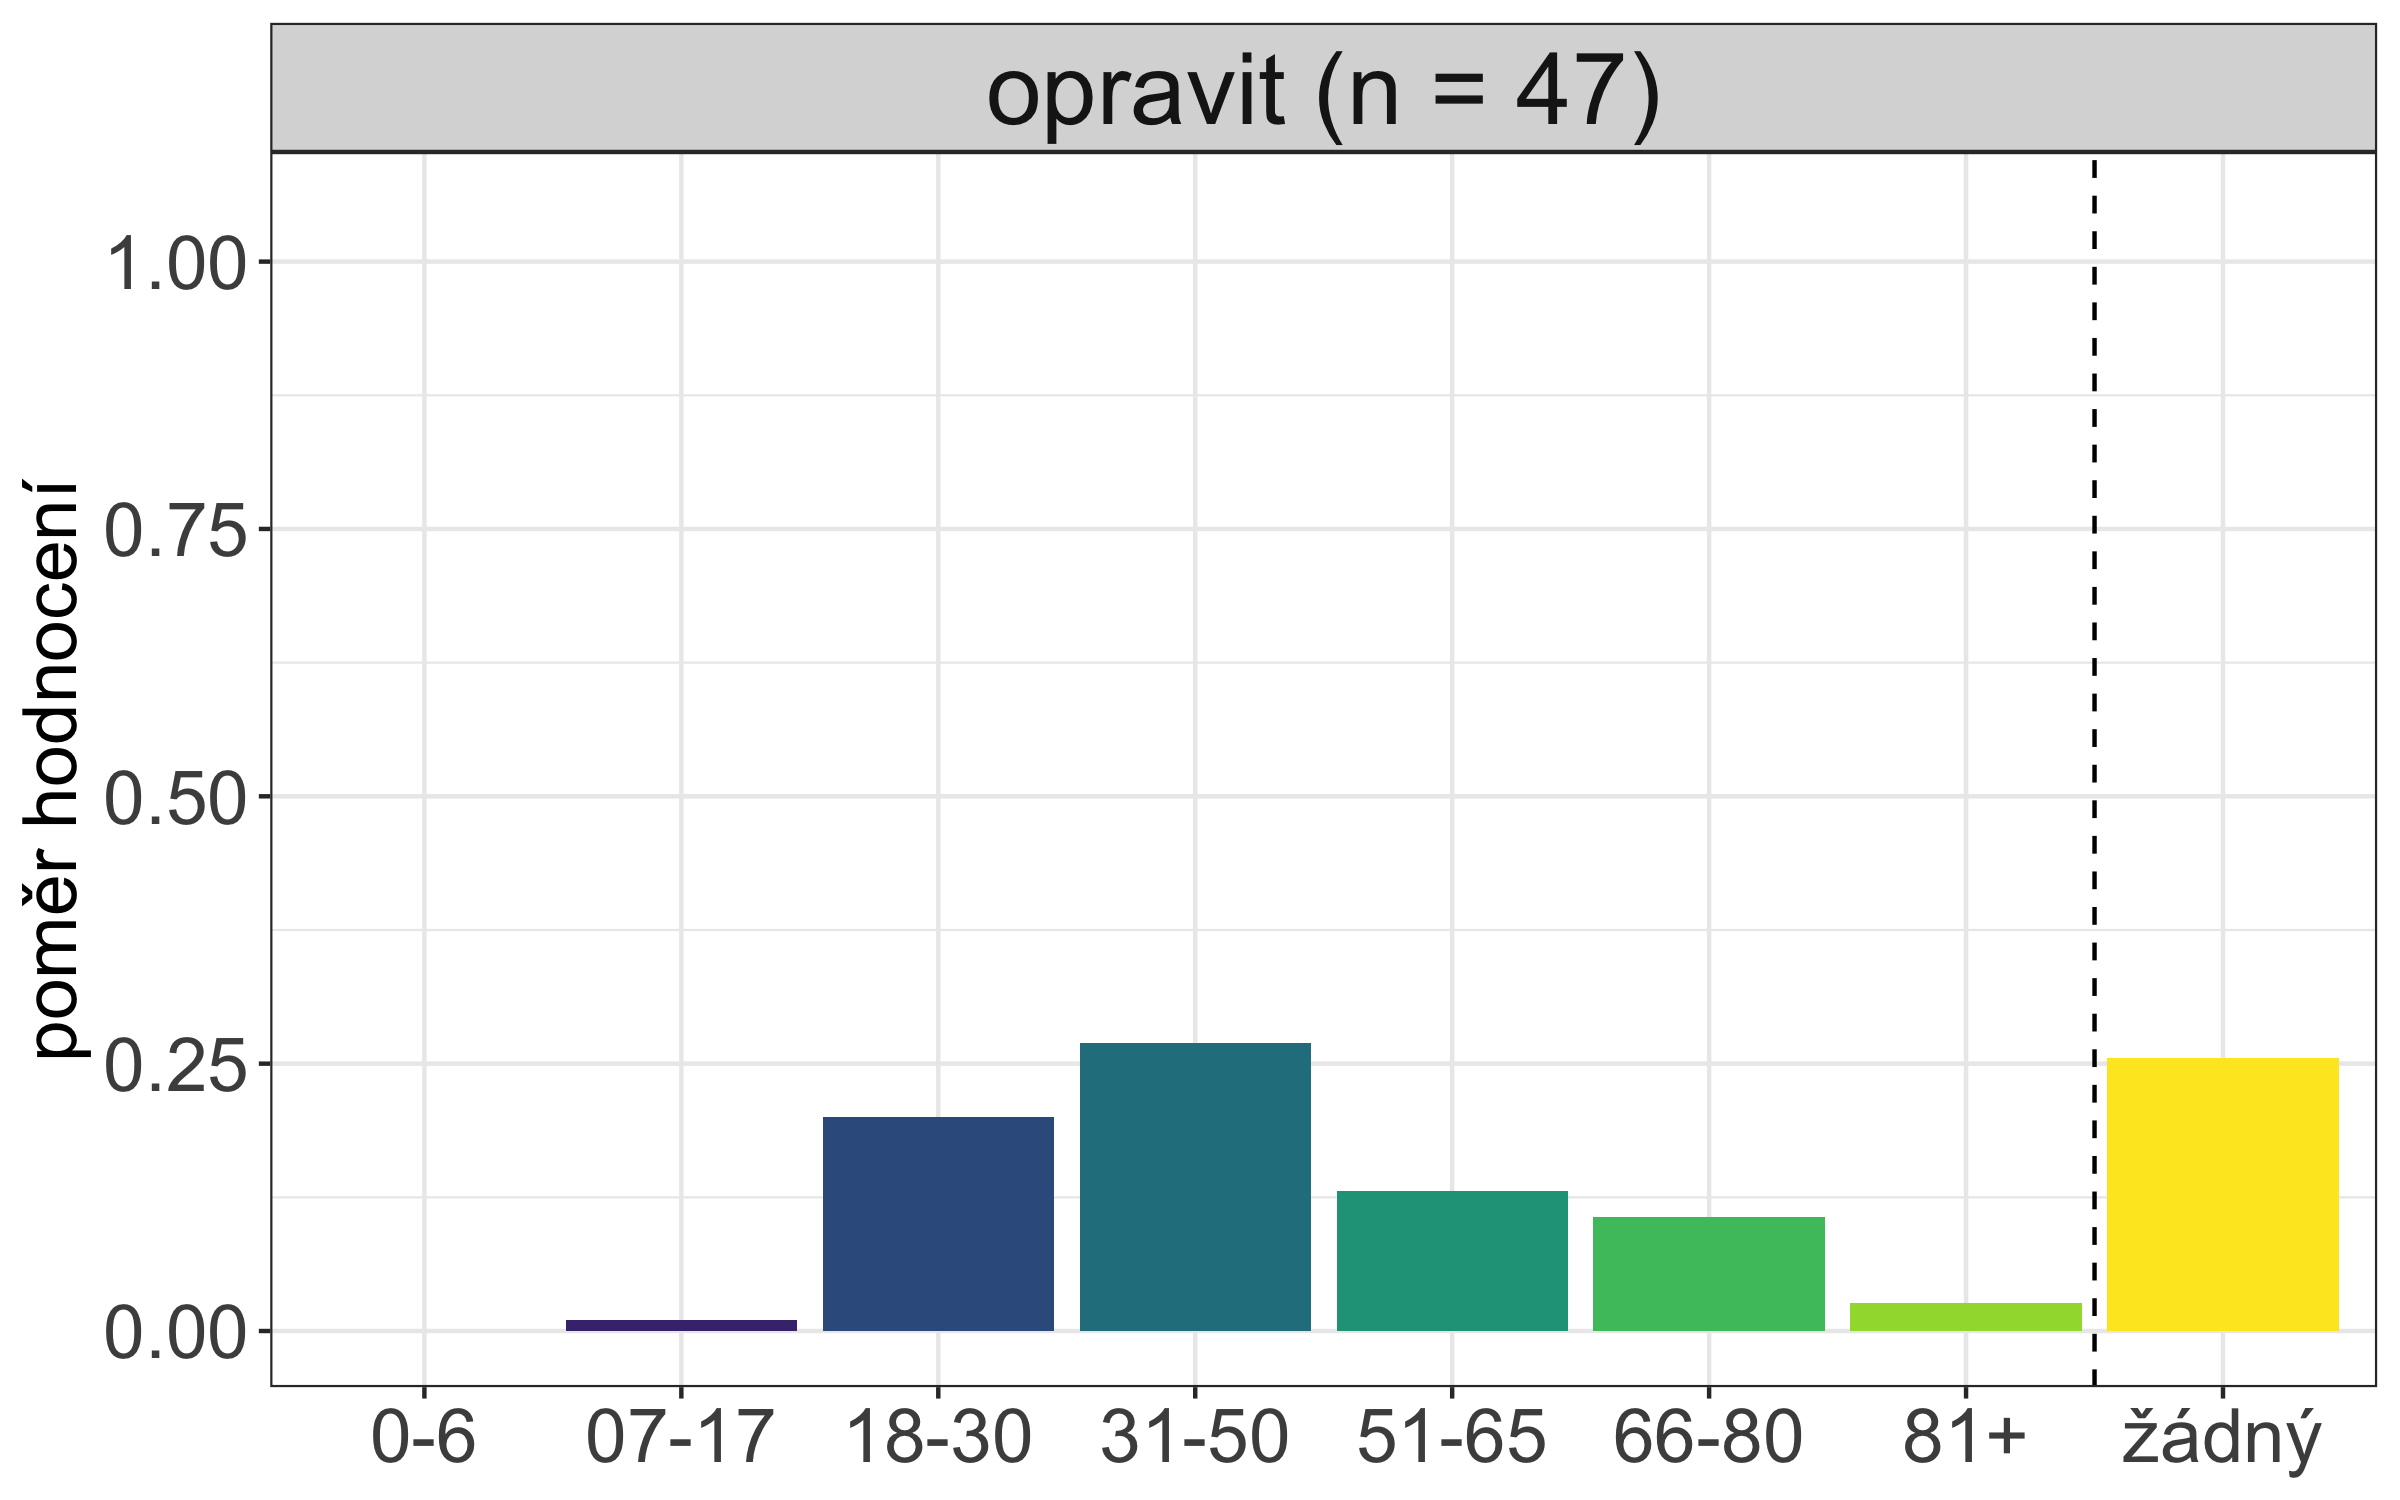 opravit (n = 47)
poměr hodnocení
1.00
0.75
0.50
0.25
0.00
0-6 07-17 18-30 31-50 51-65 66-80 81+ žádný